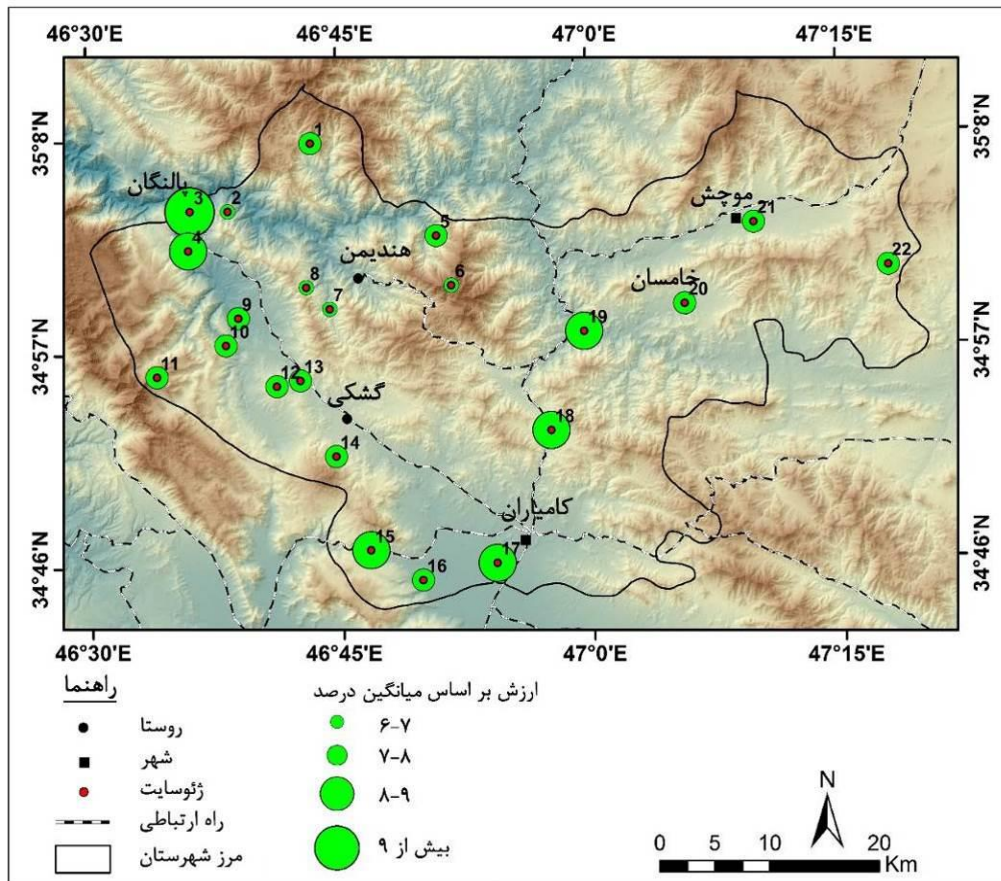 46°30'E 46°45'E 47°0'E 47°15'E
35°8'N 35°8'N
34°57'N 34°57'N
34°46'N 34°46'N
1
پالنگان
3 2
4
5
موچش
21
هندیمن
22
8
6
خامسان
20
7
9
19
10
11
12 13
گشکی
18
14
کامیاران
15
17
16
46°30'E 46°45'E 47°0'E 47°15'E
راهنما
روستا
شهر
ژئوسایت
راه ارتباطی
مرز شهرستان
ارزش بر اساس میانگین درصد
۶-۷
۷-۸
۸-۹
بیش از ۹
N
0 5 10 20
Km